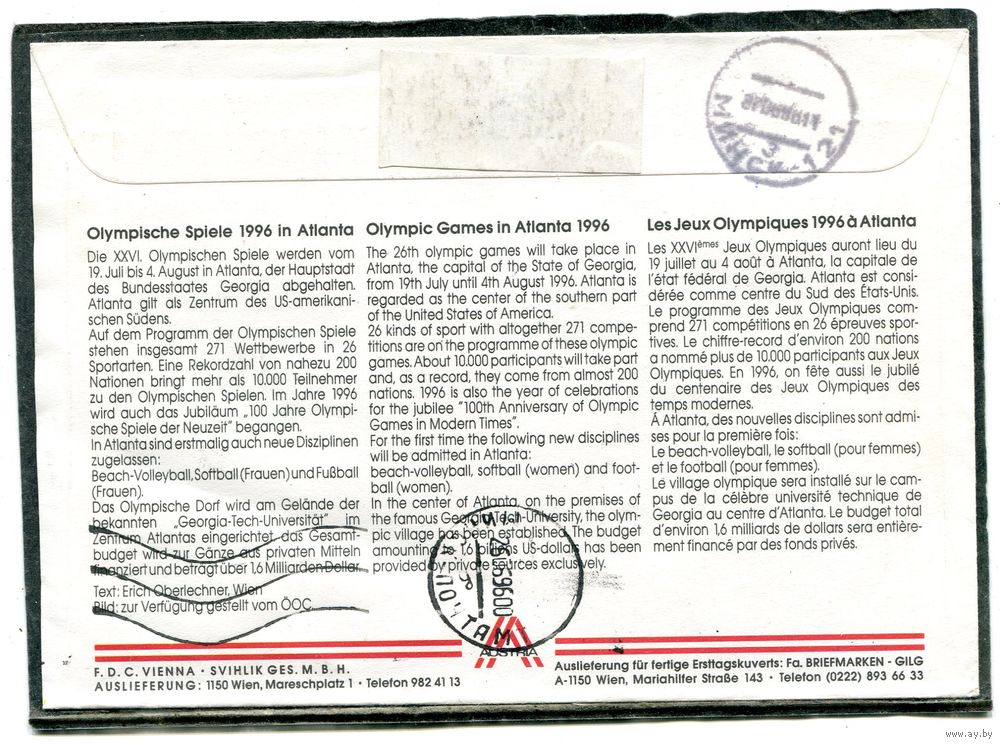 МИНСК-121
3
Olympische Spiele 1996 in Atlanta
Die XXVI. Olympischen Spiele werden vom
19. Juli bis 4. August in Atlanta, der Hauptstadt
des Bundesstaates Georgia abgehalten.
Atlanta gilt als Zentrum des US-amerikani-
schen Südens.
Auf dem Programm der Olympischen Spiele
stehen insgesamt 271 Wettbewerbe in 26
Sportarten. Eine Rekordzahl von nahezu 200
Nationen bringt mehr als 10.000 Teilnehmer
zu den Olympischen Spielen. Im Jahre 1996
wird auch das Jubiläum „100 Jahre Olympi-
sche Spiele der Neuzeit" begangen.
In Atlanta sind erstmalig auch neue Disziplinen
zugelassen:
Beach-Volleyball, Softball (Frauen) und Fußball
(Frauen).
Das Olympische Dorf wird am Gelände der
bekannten „Georgia-Tech-Universität" im
Zentrum Atlantas eingerichtet, das Gesamt-
budget wird zur Gänze aus privaten Mitteln
finanziert und beträgt über 1,6 Milliarden Dollar.
Text: Erich Oberlechner, Wien
Bild: zur Verfügung gestellt vom ÖOC
Olympic Games in Atlanta 1996
The 26th olympic games will take place in
Atlanta, the capital of the State of Georgia,
from 19th July until 4th August 1996. Atlanta is
regarded as the center of the southern part
of the United States of America.
26 kinds of sport with altogether 271 compe-
titions are on the programme of these olympic
games. About 10.000 participants will take part
and, as a record, they come from almost 200
nations. 1996 is also the year of celebrations
for the jubilee "100th Anniversary of Olympic
Games in Modern Times".
For the first time the following new disciplines
will be admitted in Atlanta:
beach-volleyball, softball (women) and foot-
ball (women).
In the center of Atlanta, on the premises of
the famous Georgia Tech-University, the olym-
pic village has been established. The budget
amounting to 1,6 billions US-dollars has been
provided by private sources exclusively.
Les Jeux Olympiques 1996 à Atlanta
Les XXVIèmes Jeux Olympiques auront lieu du
19 juillet au 4 août à Atlanta, la capitale de
l'état fédéral de Georgia. Atlanta est consi-
dérée comme centre du Sud des États-Unis.
Le programme des Jeux Olympiques com-
prend 271 compétitions en 26 épreuves spor-
tives. Le chiffre-record d'environ 200 nations
a nommé plus de 10.000 participants aux Jeux
Olympiques. En 1996, on fête aussi le jubilé
du centenaire des Jeux Olympiques des
temps modernes.
Á Atlanta, des nouvelles disciplines sont admi-
ses pour la première fois:
Le beach-volleyball, le softball (pour femmes)
et le football (pour femmes).
Le village olympique sera installé sur le cam-
pus de la célèbre université technique de
Georgia au centre d'Atlanta. Le budget total
d'environ 1,6 milliards de dollars sera entière-
ment financé par des fonds privés.
AUSTRIA
F. D. C. VIENNA · SVIHLIK GES. M. B. H.
AUSLIEFERUNG: 1150 Wien, Mareschplatz 1 · Telefon 982 41 13
Auslieferung für fertige Ersttagskuverts: Fa. BRIEFMARKEN - GILG
A-1150 Wien, Mariahilfer Straße 143 · Telefon (0222) 893 66 33
www.ay.by